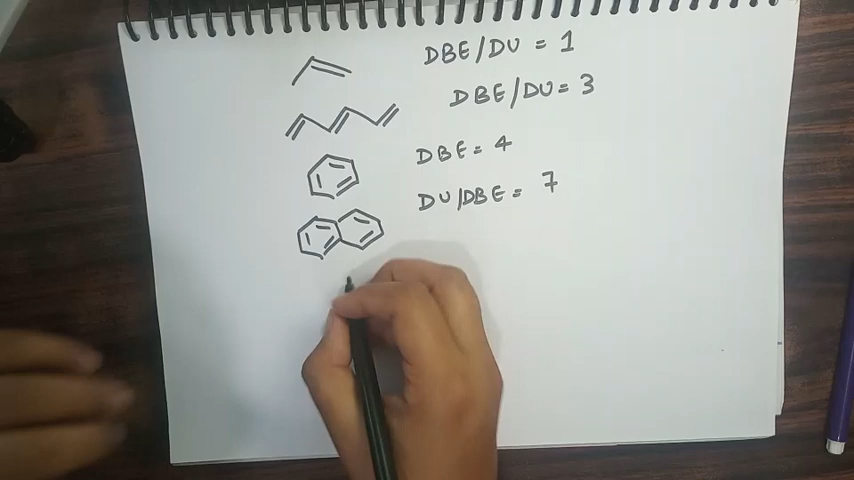 DBE/DU = 1
DBE/DU = 3
DBE = 4
DU/DBE = 7